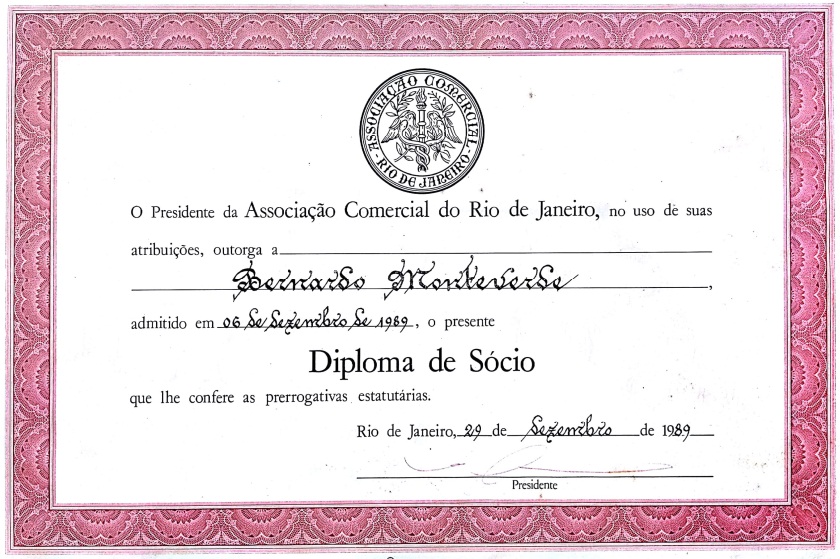 ASSOCIAÇÃO COMERCIAL
RIO DE JANEIRO
O Presidente da Associação Comercial do Rio de Janeiro, no uso de suas
atribuições, outorga a
Bernardo Monteverde,
admitido em 06 de dezembro de 1989, o presente
Diploma de Sócio
que lhe confere as prerrogativas estatutárias.
Rio de Janeiro, 29 de dezembro de 1989
Presidente